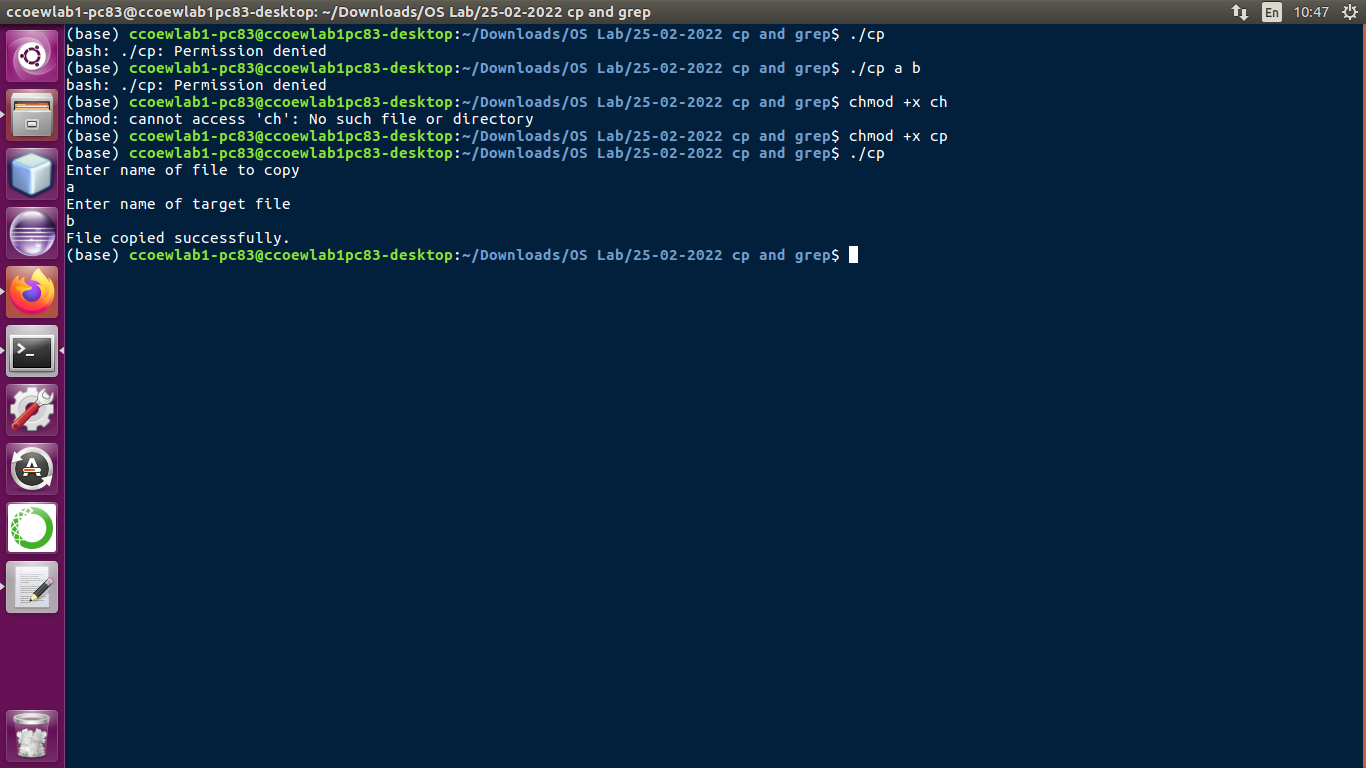 ccoewlab1-pc83@ccoewlab1pc83-desktop: ~/Downloads/OS Lab/25-02-2022 cp and grep
En
10:47
(base) ccoewlab1-pc83@ccoewlab1pc83-desktop:~/Downloads/OS Lab/25-02-2022 cp and grep$ ./cp
bash: ./cp: Permission denied
(base) ccoewlab1-pc83@ccoewlab1pc83-desktop:~/Downloads/OS Lab/25-02-2022 cp and grep$ ./cp a b
bash: ./cp: Permission denied
(base) ccoewlab1-pc83@ccoewlab1pc83-desktop:~/Downloads/OS Lab/25-02-2022 cp and grep$ chmod +x ch
chmod: cannot access 'ch': No such file or directory
(base) ccoewlab1-pc83@ccoewlab1pc83-desktop:~/Downloads/OS Lab/25-02-2022 cp and grep$ chmod +x cp
(base) ccoewlab1-pc83@ccoewlab1pc83-desktop:~/Downloads/OS Lab/25-02-2022 cp and grep$ ./cp
Enter name of file to copy
a
Enter name of target file
b
File copied successfully.
(base) ccoewlab1-pc83@ccoewlab1pc83-desktop:~/Downloads/OS Lab/25-02-2022 cp and grep$